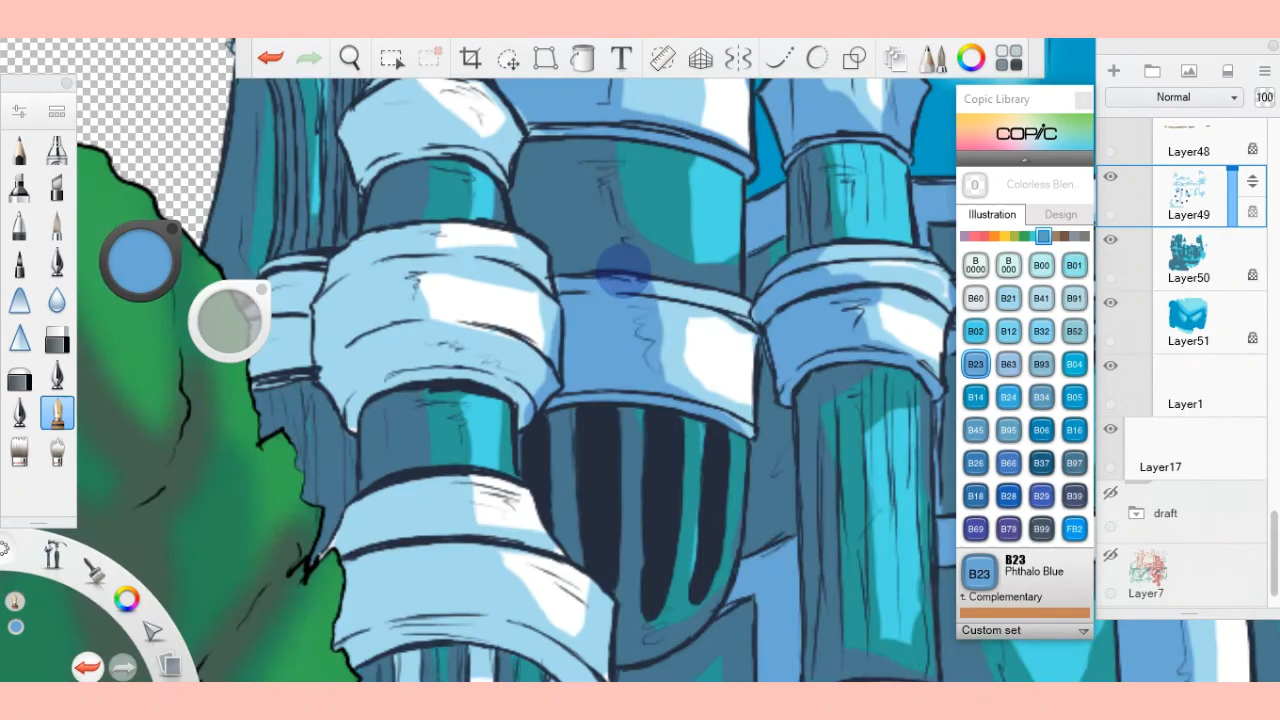 T
Copic Library
COPIC
0 Colorless Blen..
Illustration Design
B0000 B000 B00 B01
B60 B21 B41 B91
B02 B12 B32 B52
B23 B63 B93 B04
B14 B24 B34 B05
B45 B95 B06 B16
B26 B66 B37 B97
B18 B28 B29 B39
B69 B79 B99 FB2
B23
B23
Phthalo Blue
1. Complementary
Custom set
Normal 100
Layer48
Layer49
Layer50
Layer51
Layer1
Layer17
draft
Layer7